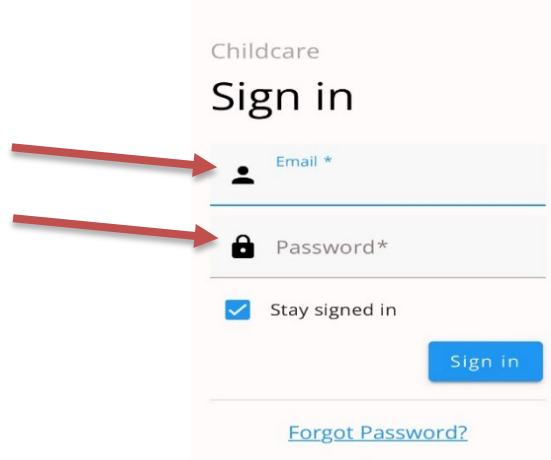 Childcare
Sign in
Email *
Password*
Stay signed in
Sign in
Forgot Password?